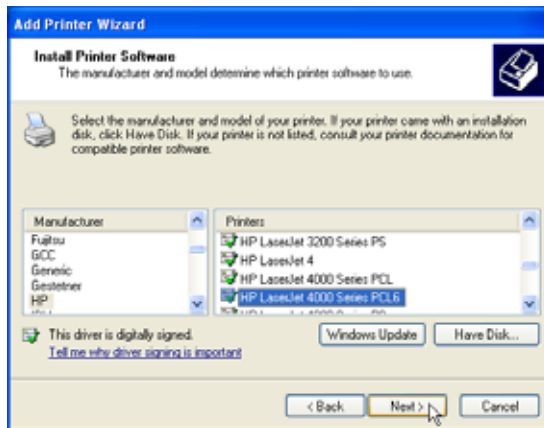 Add Printer Wizard
Install Printer Software
The manufacturer and model determine which printer software to use.
Select the manufacturer and model of your printer. If your printer came with an installation
disk, click Have Disk. If your printer is not listed, consult your printer documentation for
compatible printer software.
Manufacturer
Fujitsu
GCC
Generic
Gestetner
HP
Printers
HP LaserJet 3200 Series PS
HP LaserJet 4
HP LaserJet 4000 Series PCL
HP LaserJet 4000 Series PCL6
This driver is digitally signed.
Tell me why driver signing is important
Windows Update
Have Disk...
< Back
Next >
Cancel